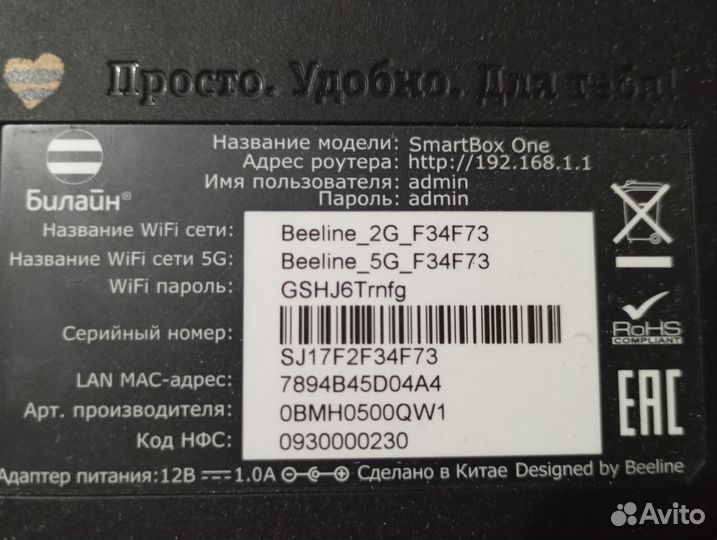 Просто. Удобно. Для тебя!
Билайн®
Название модели: SmartBox One
Адрес роутера: http://192.168.1.1
Имя пользователя: admin
Пароль: admin
Название WiFi сети: Beeline_2G_F34F73
Название WiFi сети 5G: Beeline_5G_F34F73
WiFi пароль: GSHJ6Trnfg
Серийный номер: SJ17F2F34F73
LAN MAC-адрес: 7894B45D04A4
Арт. производителя: 0BMH0500QW1
Код НФС: 0930000230
RoHS
COMPLIANT
EAC
Адаптер питания:12В 1.0А Сделано в Китае Designed by Beeline
Avito